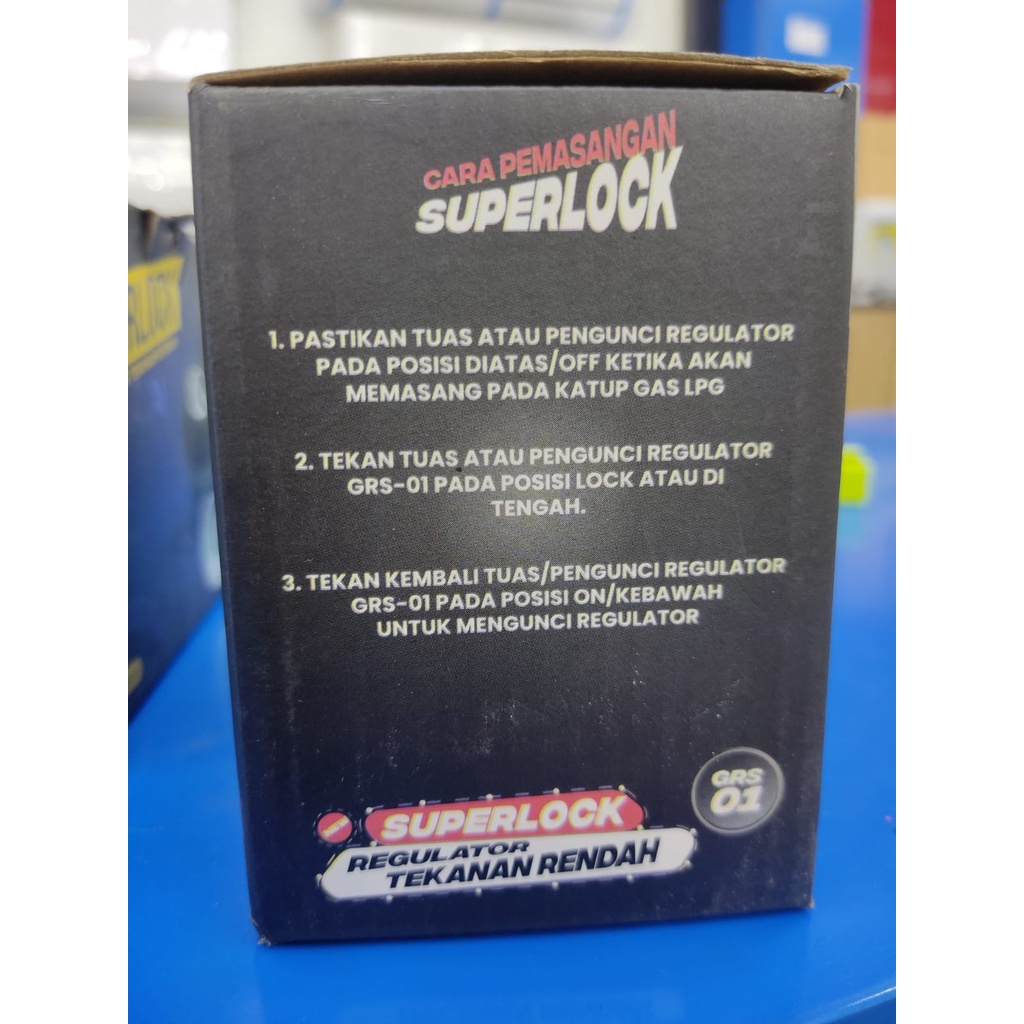 CARA PEMASANGAN
SUPERLOCK
1. PASTIKAN TUAS ATAU PENGUNCI REGULATOR
PADA POSISI DIATAS/OFF KETIKA AKAN
MEMASANG PADA KATUP GAS LPG
2. TEKAN TUAS ATAU PENGUNCI REGULATOR
GRS-01 PADA POSISI LOCK ATAU DI
TENGAH.
3. TEKAN KEMBALI TUAS/PENGUNCI REGULATOR
GRS-01 PADA POSISI ON/KEBAWAH
UNTUK MENGUNCI REGULATOR
GRS
01
NEW
SUPERLOCK
REGULATOR
TEKANAN RENDAH